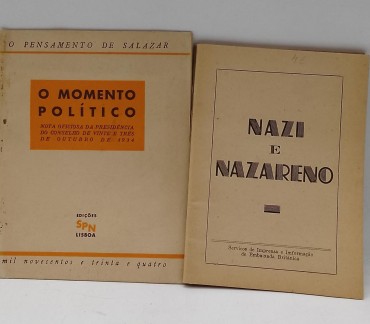 O PENSAMENTO DE SALAZAR
O MOMENTO
POLÍTICO
NOTA OFICIOSA DA PRESIDÊNCIA
DO CONSELHO DE VINTE E TRÊS
DE OUTUBRO DE 1934
EDIÇÕES
SPN
LISBOA
mil novecentos e trinta e quatro
NAZI
E
NAZARENO
Serviços de Imprensa e Informação
da Embaixada Britânica